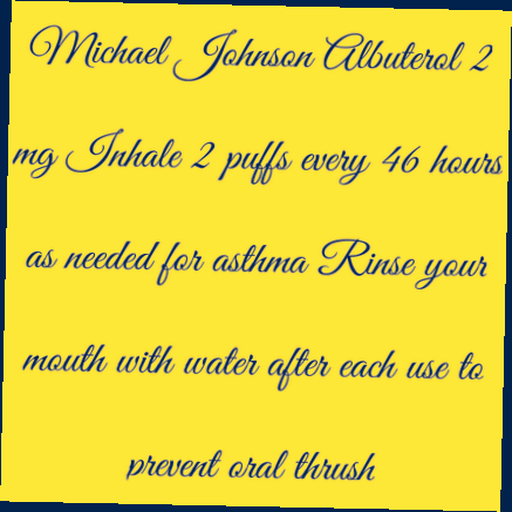 Michael Johnson Albuterol 2
mg Inhale 2 puffs every 46 hours
as needed for asthma Rinse your
mouth with water after each use to
prevent oral thrush